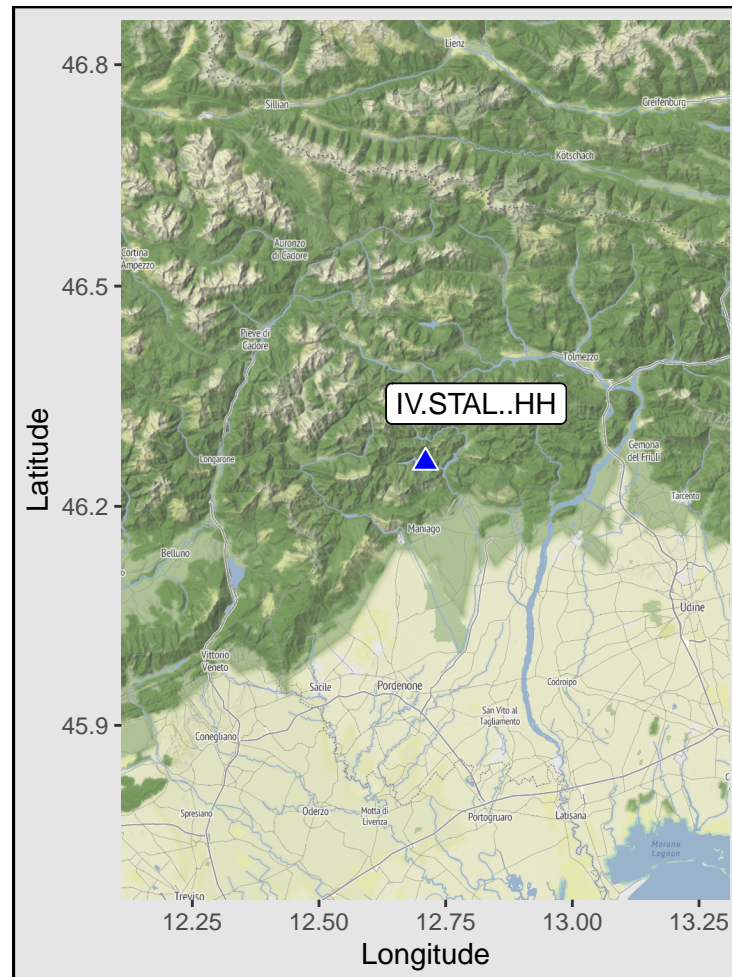 Lienz
46.8
Sillian
Greifenburg
Kötschach
Auronzo
di Cadore
Cortina
Ampezzo
46.5
Pieve di
Cadore
Tolmezzo
IV.STAL..HH
Gemona
del Friuli
Longarone
Latitude
46.2
Tarcento
Maniago
Belluno
Udine
Vittorio
Veneto
Sacile
Pordenone
Codroipo
San Vito al
Tagliamento
45.9
Conegliano
Spresiano
Oderzo
Motta di
Livenza
Portogruaro
Latisana
Marano
Lagoon
Treviso
12.25
12.50
12.75
13.00
13.25
Longitude